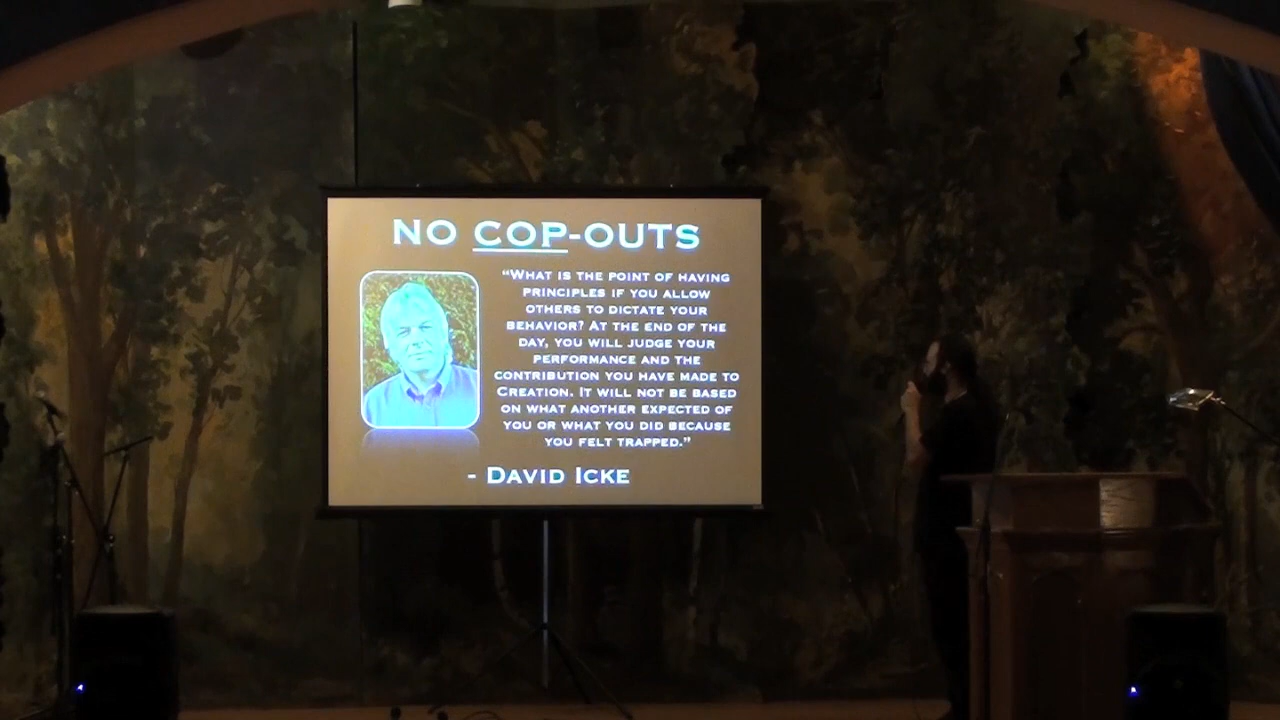 NO COP-OUTS
“WHAT IS THE POINT OF HAVING
PRINCIPLES IF YOU ALLOW
OTHERS TO DICTATE YOUR
BEHAVIOR? AT THE END OF THE
DAY, YOU WILL JUDGE YOUR
PERFORMANCE AND THE
CONTRIBUTION YOU HAVE MADE TO
CREATION. IT WILL NOT BE BASED
ON WHAT ANOTHER EXPECTED OF
YOU OR WHAT YOU DID BECAUSE
YOU FELT TRAPPED.”
- DAVID ICKE